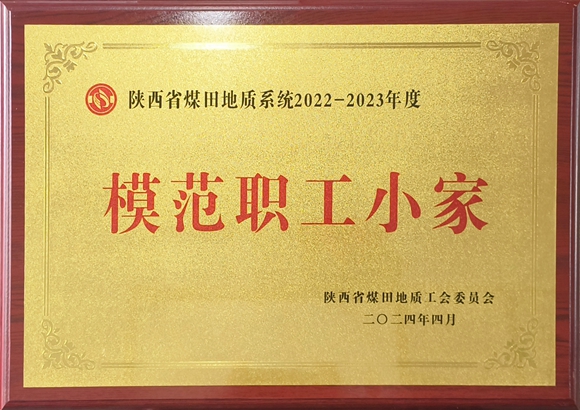 陕西省煤田地质系统2022-2023年度
模范职工小家
陕西省煤田地质工会委员会
二〇二四年四月